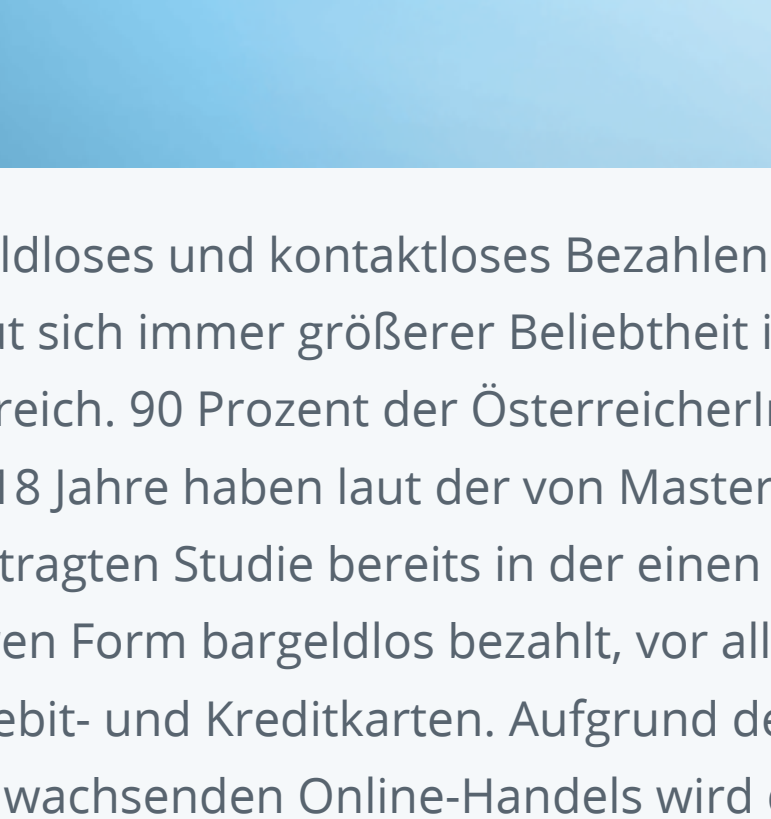 ldloses und kontaktloses Bezahlen
ut sich immer größerer Beliebtheit i
reich. 90 Prozent der ÖsterreicherIn
18 Jahre haben laut der von Master
tragten Studie bereits in der einen
en Form bargeldlos bezahlt, vor all
ebit- und Kreditkarten. Aufgrund de
wachsenden Online-Handels wird